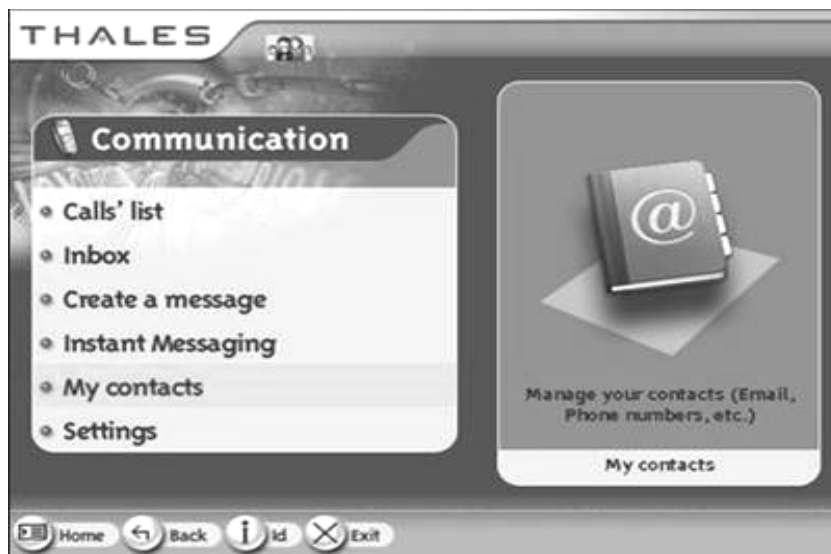 THALES
Communication
Calls' list
Inbox
Create a message
Instant Messaging
My contacts
Settings
@
Manage your contacts (Email,
Phone numbers, etc.)
My contacts
Home Back i Id Exit